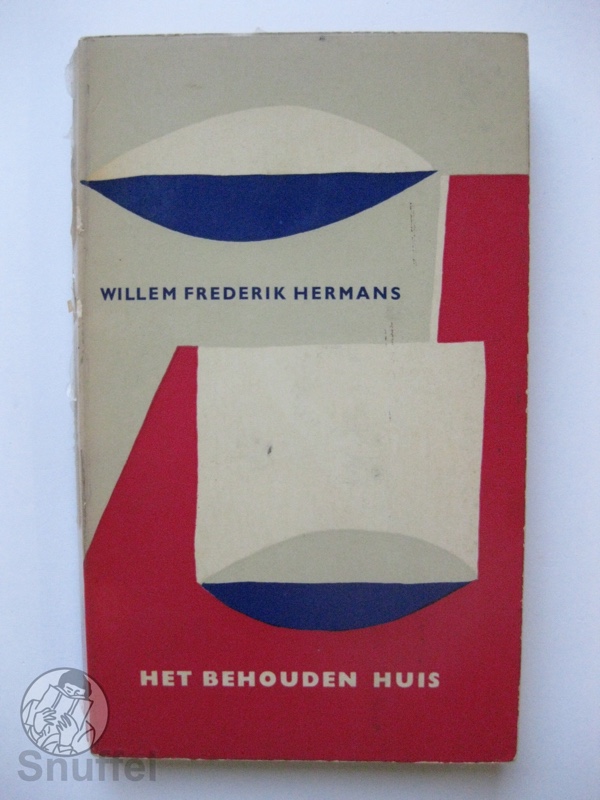 WILLEM FREDERIK HERMANS
HET BEHOUDEN HUIS
Snuffel